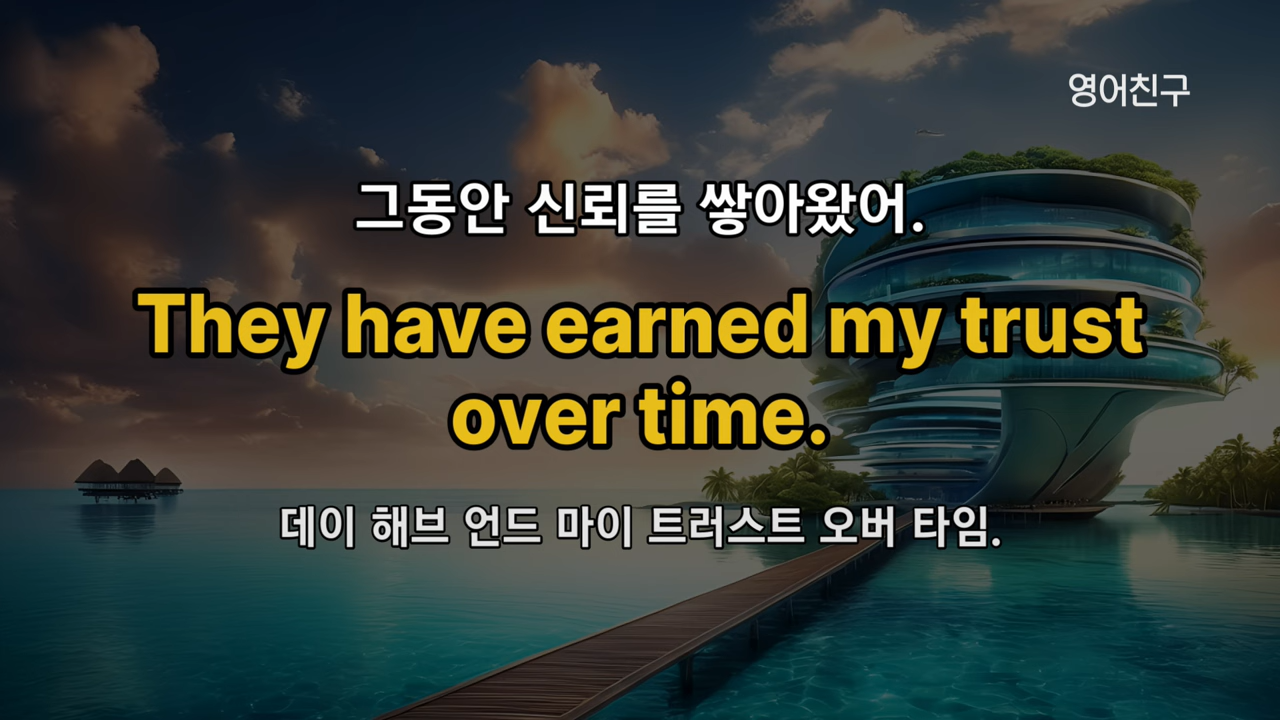 영어친구
그동안 신뢰를 쌓아왔어.
They have earned my trust
over time.
데이 해브 언드 마이 트러스트 오버 타임.